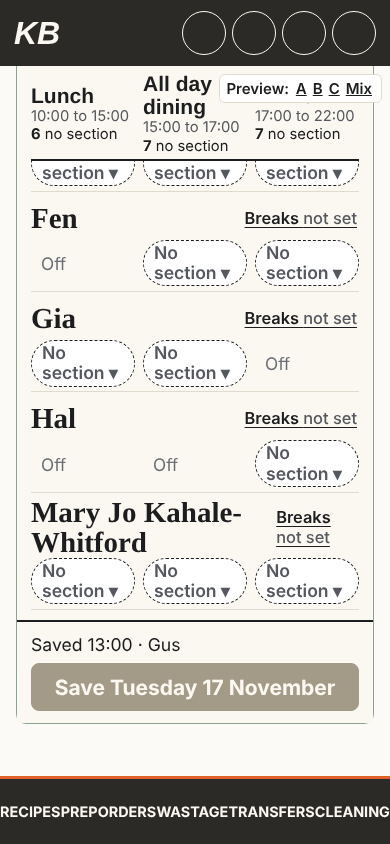 KB
Preview: A B C Mix
Lunch
10:00 to 15:00
6 no section
All day
dining
15:00 to 17:00
7 no section
17:00 to 22:00
7 no section
section ▾ section ▾ section ▾
Fen Breaks not set
Off
No
section ▾
No
section ▾
Gia Breaks not set
No
section ▾
No
section ▾
Off
Hal Breaks not set
Off
Off
No
section ▾
Mary Jo Kahale-
Whitford
Breaks
not set
No
section ▾
No
section ▾
No
section ▾
Saved 13:00 · Gus
Save Tuesday 17 November
RECIPES PREP ORDERS WASTAGE TRANSFERS CLEANING